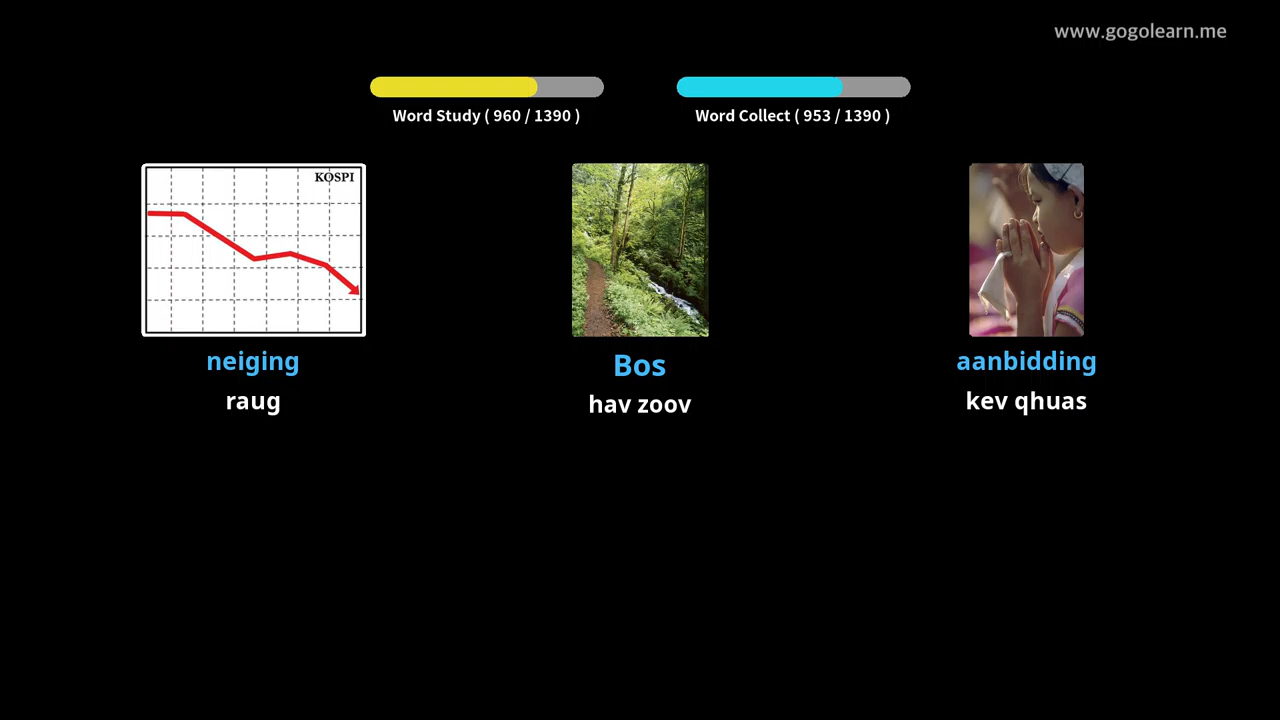 www.gogolearn.me
Word Study ( 960 / 1390 )
Word Collect ( 953 / 1390 )
KOSPI
neiging
raug
Bos
hav zoov
aanbidding
kev qhuas